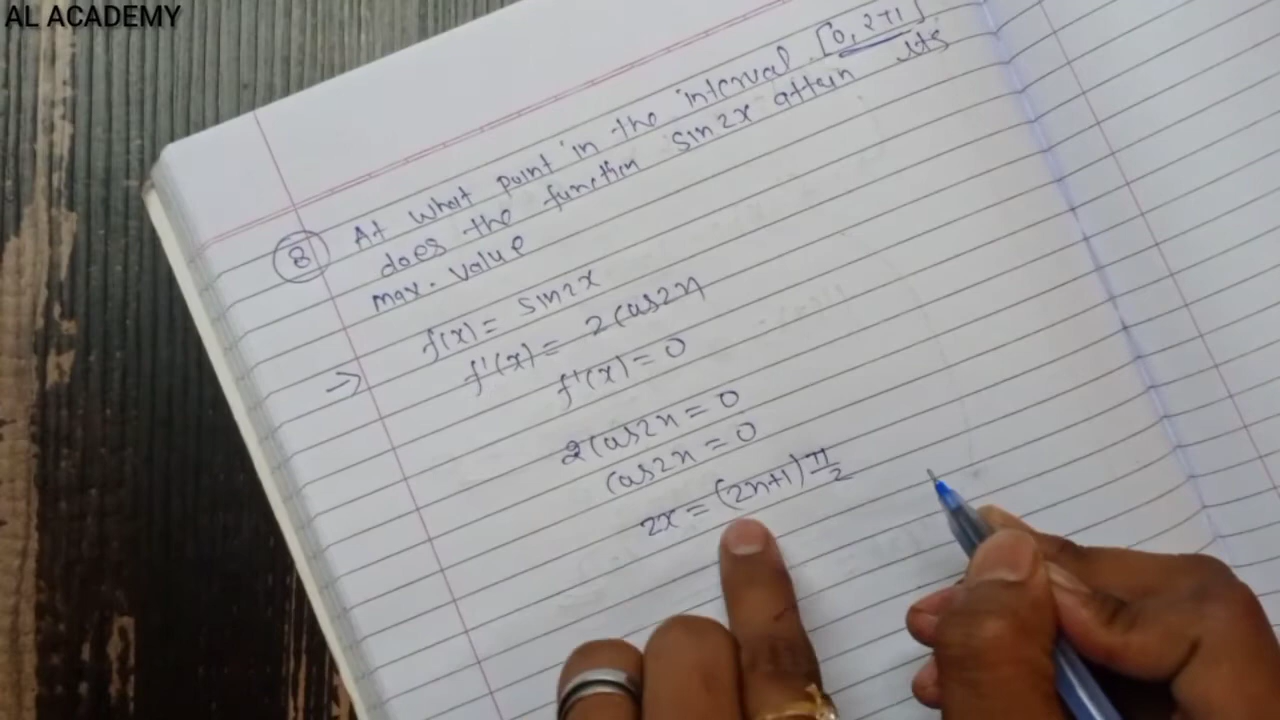 AL ACADEMY
8 At what point in the interval [0, 2π]
does the function sin2x attain its
max. value
→ f(x) = sin2x
f'(x) = 2cos2x
f'(x) = 0
2cos2x = 0
cos2x = 0
2x = (2n+1) π/2